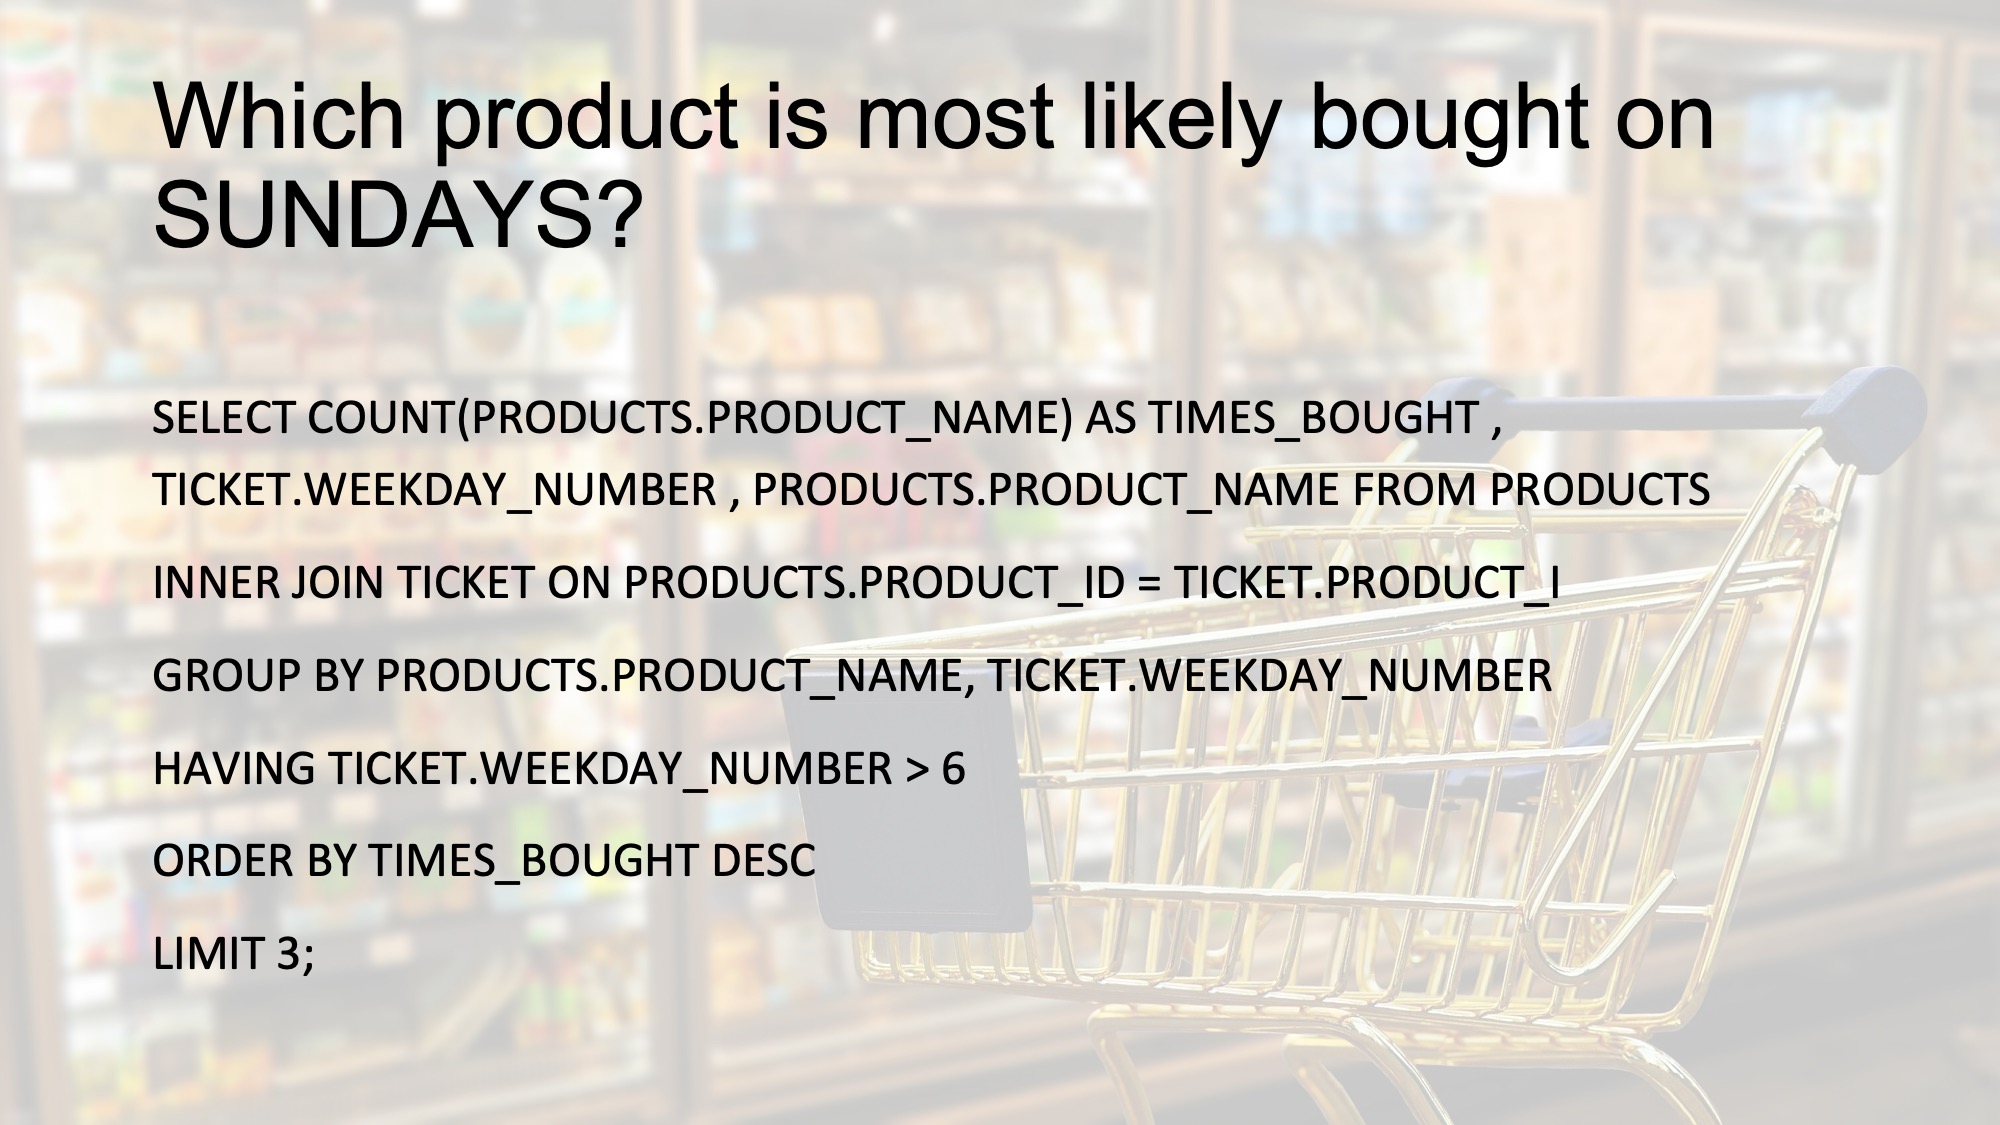 Which product is most likely bought on
SUNDAYS?
SELECT COUNT(PRODUCTS.PRODUCT_NAME) AS TIMES_BOUGHT ,
TICKET.WEEKDAY_NUMBER , PRODUCTS.PRODUCT_NAME FROM PRODUCTS
INNER JOIN TICKET ON PRODUCTS.PRODUCT_ID = TICKET.PRODUCT_I
GROUP BY PRODUCTS.PRODUCT_NAME, TICKET.WEEKDAY_NUMBER
HAVING TICKET.WEEKDAY_NUMBER > 6
ORDER BY TIMES_BOUGHT DESC
LIMIT 3;